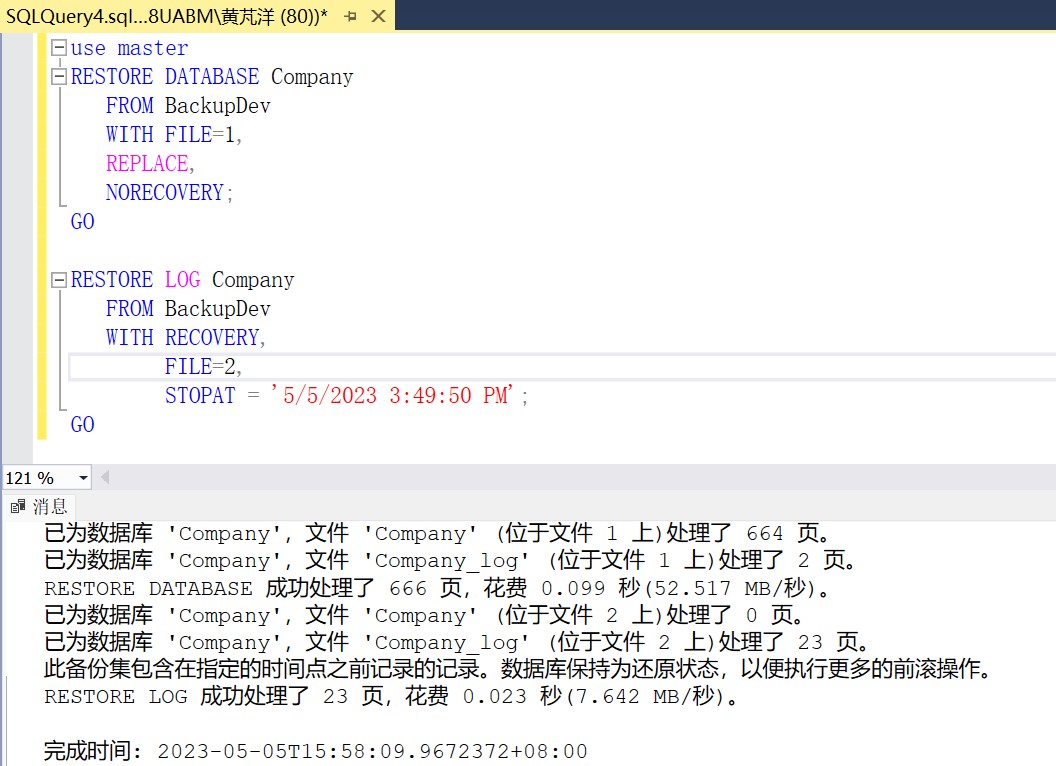 SQLQuery4.sql...8UABM\黄芃洋 (80))*
use master
RESTORE DATABASE Company
FROM BackupDev
WITH FILE=1,
REPLACE,
NORECOVERY;
GO
RESTORE LOG Company
FROM BackupDev
WITH RECOVERY,
FILE=2,
STOPAT = '5/5/2023 3:49:50 PM';
GO
121 %
消息
已为数据库 'Company', 文件 'Company' (位于文件 1 上)处理了 664 页。
已为数据库 'Company', 文件 'Company_log' (位于文件 1 上)处理了 2 页。
RESTORE DATABASE 成功处理了 666 页, 花费 0.099 秒(52.517 MB/秒)。
已为数据库 'Company', 文件 'Company' (位于文件 2 上)处理了 0 页。
已为数据库 'Company', 文件 'Company_log' (位于文件 2 上)处理了 23 页。
此备份集包含在指定的时间点之前记录的记录。数据库保持为还原状态, 以便执行更多的前滚操作。
RESTORE LOG 成功处理了 23 页, 花费 0.023 秒(7.642 MB/秒)。
完成时间: 2023-05-05T15:58:09.9672372+08:00